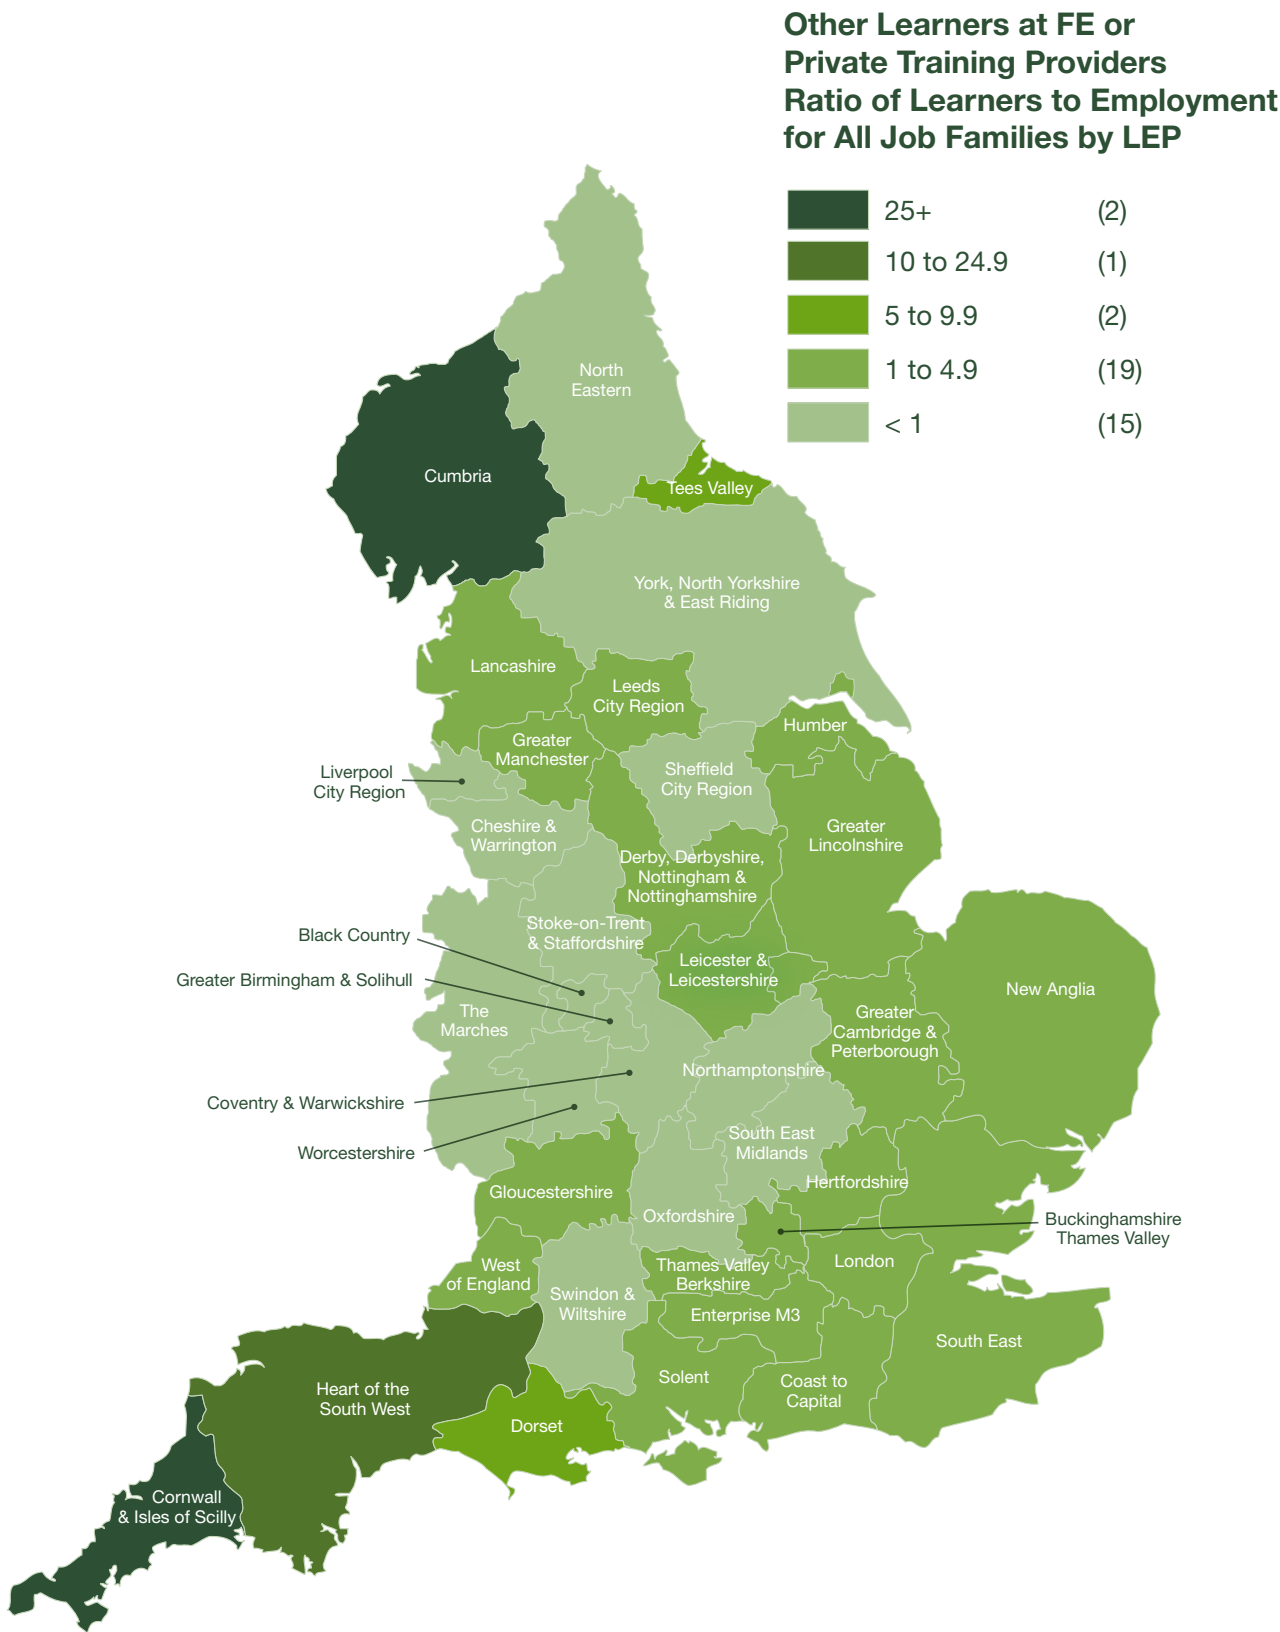 Other Learners at FE or
Private Training Providers
Ratio of Learners to Employment
for All Job Families by LEP
25+ (2)
10 to 24.9 (1)
5 to 9.9 (2)
1 to 4.9 (19)
< 1 (15)
North
Eastern
Cumbria
Tees Valley
York, North Yorkshire
& East Riding
Lancashire
Leeds
City Region
Humber
Greater
Manchester
Liverpool
City Region
Sheffield
City Region
Cheshire &
Warrington
Greater
Lincolnshire
Derby, Derbyshire,
Nottingham &
Nottinghamshire
Stoke-on-Trent
& Staffordshire
Black Country
Greater Birmingham & Solihull
Leicester &
Leicestershire
New Anglia
The
Marches
Greater
Cambridge &
Peterborough
Northamptonshire
Coventry & Warwickshire
Worcestershire
South East
Midlands
Hertfordshire
Gloucestershire
Oxfordshire
Buckinghamshire
Thames Valley
West
of England
Thames Valley
Berkshire
London
Swindon &
Wiltshire
Enterprise M3
South East
Solent
Coast to
Capital
Heart of the
South West
Dorset
Cornwall
& Isles of Scilly